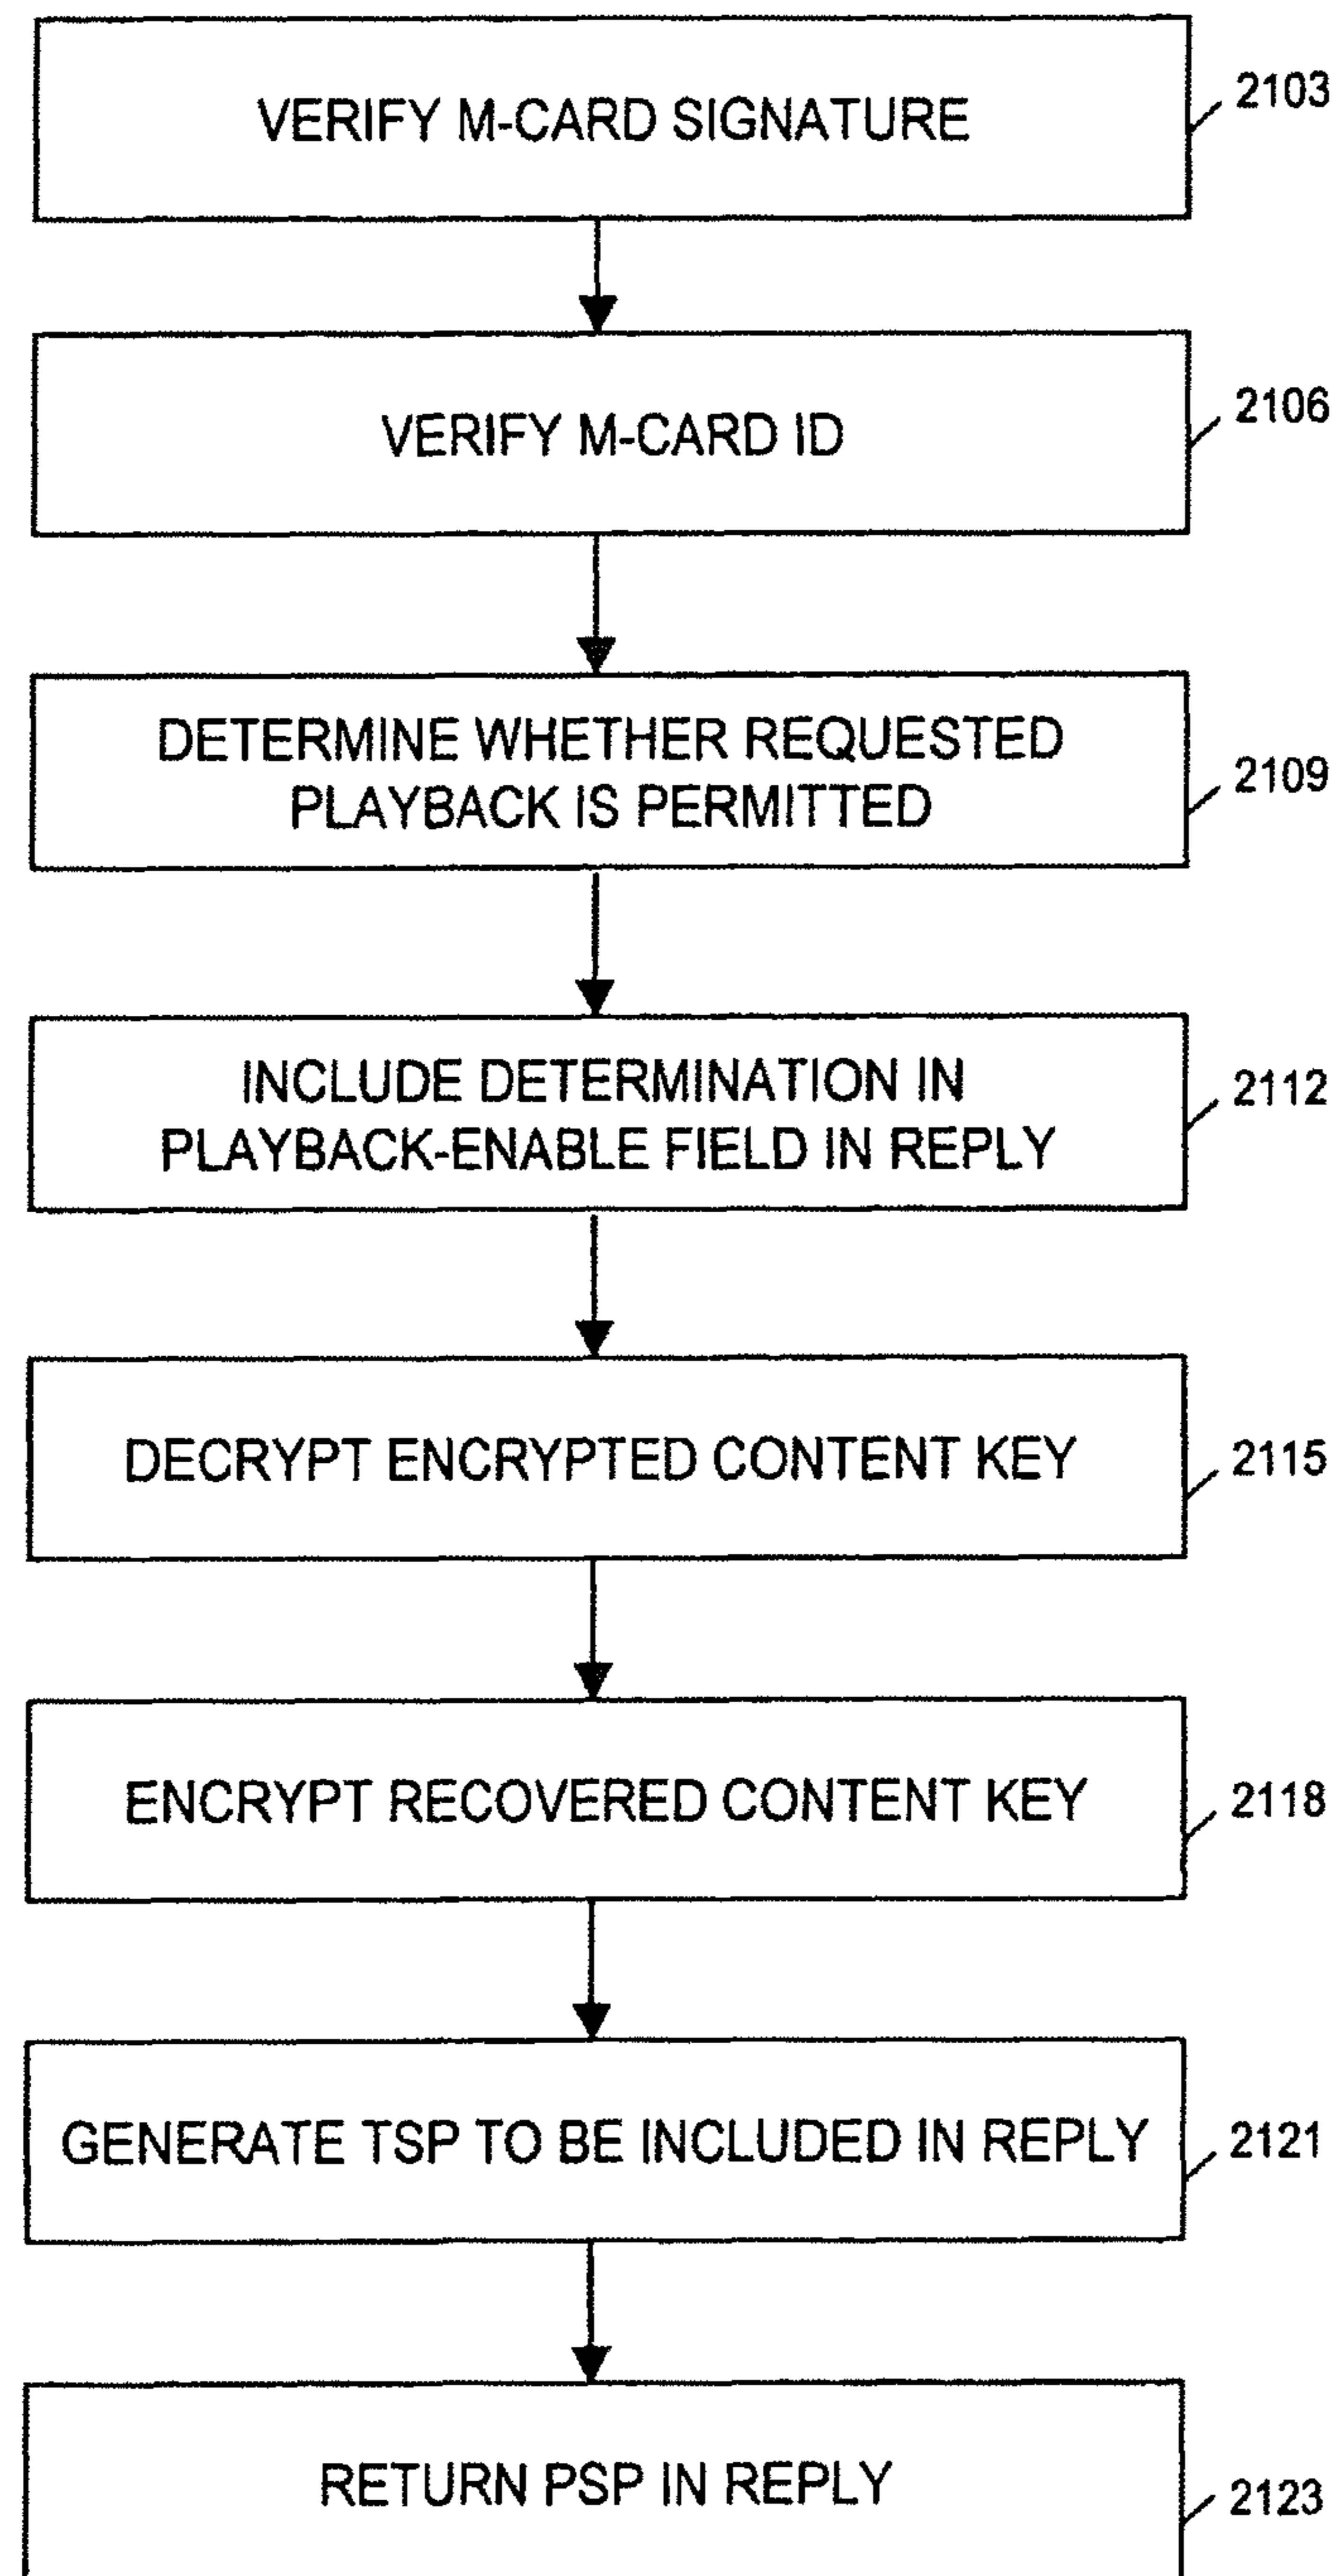 VERIFY M-CARD SIGNATURE
2103
VERIFY M-CARD ID
2106
DETERMINE WHETHER REQUESTED
PLAYBACK IS PERMITTED
2109
INCLUDE DETERMINATION IN
PLAYBACK-ENABLE FIELD IN REPLY
2112
DECRYPT ENCRYPTED CONTENT KEY
2115
ENCRYPT RECOVERED CONTENT KEY
2118
GENERATE TSP TO BE INCLUDED IN REPLY
2121
RETURN PSP IN REPLY
2123